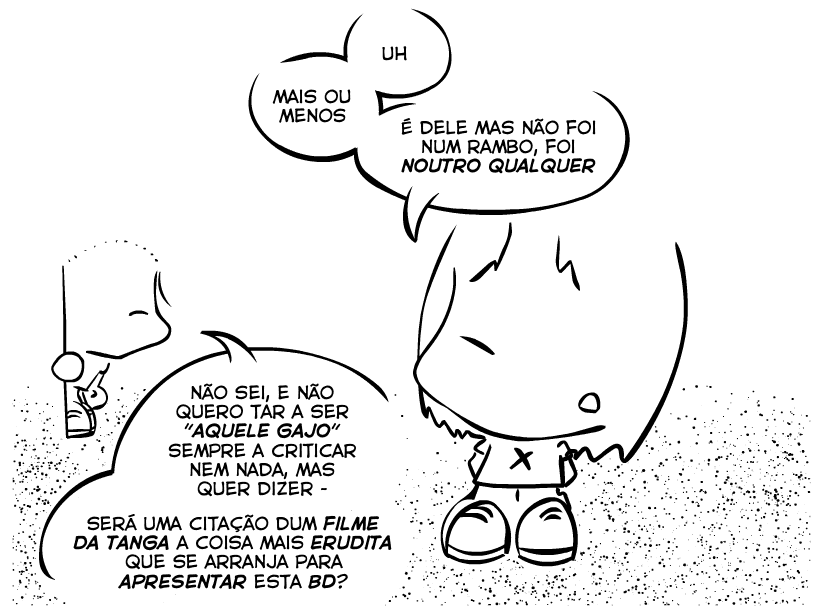 UH
MAIS OU
MENOS
É DELE MAS NÃO FOI
NUM RAMBO, FOI
NOUTRO QUALQUER
NÃO SEI, E NÃO
QUERO TAR A SER
"AQUELE GAJO"
SEMPRE A CRITICAR
NEM NADA, MAS
QUER DIZER -
SERÁ UMA CITAÇÃO DUM FILME
DA TANGA A COISA MAIS ERUDITA
QUE SE ARRANJA PARA
APRESENTAR ESTA BD?